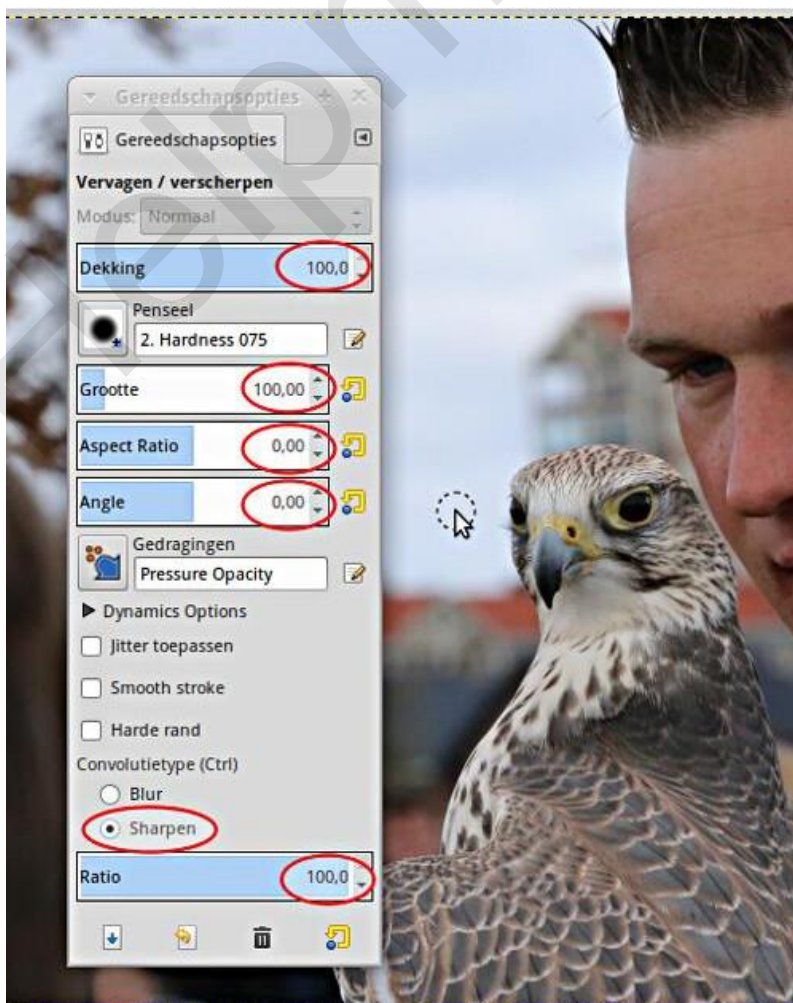 Helpm
Gereedschapsopties
Gereedschapsopties
Vervagen / verscherpen
Modus: Normaal
Dekking 100,0
Penseel
2. Hardness 075
Grootte 100,00
Aspect Ratio 0,00
Angle 0,00
Gedragingen
Pressure Opacity
Dynamics Options
Jitter toepassen
Smooth stroke
Harde rand
Convolutietype (Ctrl)
Blur
Sharpen
Ratio 100,0